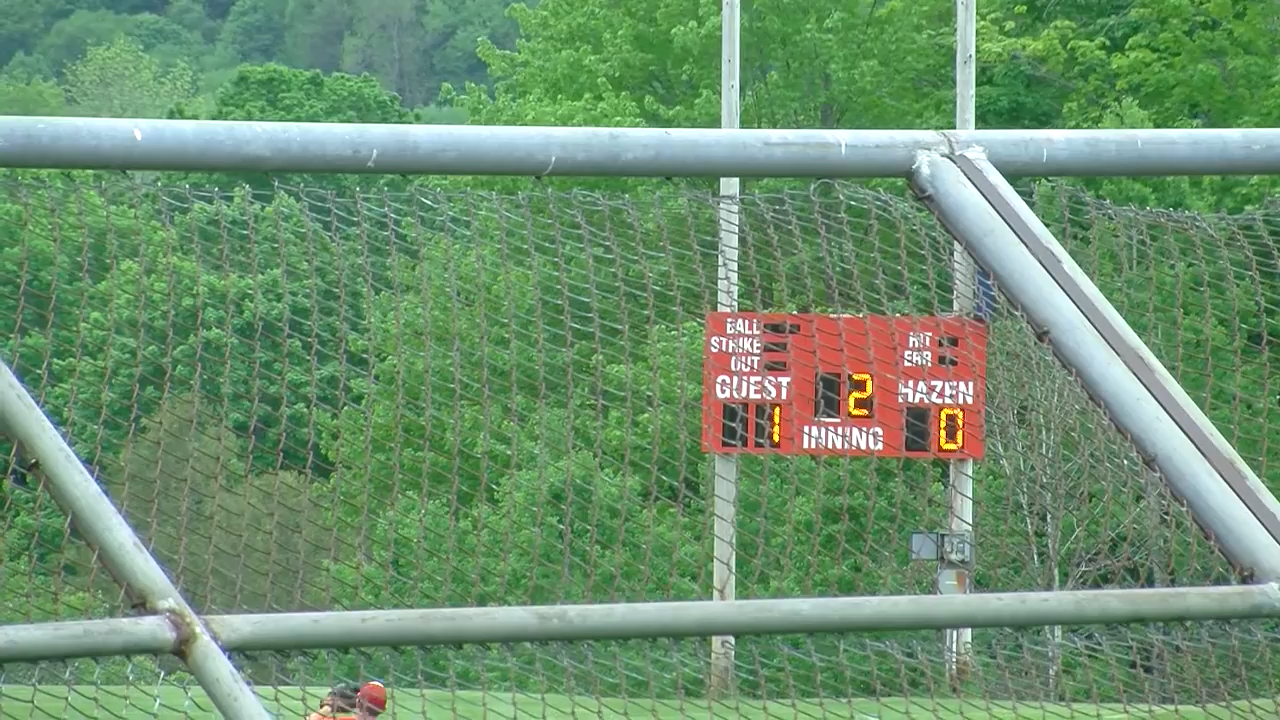 BALL
STRIKE
OUT
HIT
ERR
GUEST 2 HAZEN
1 INNING 0